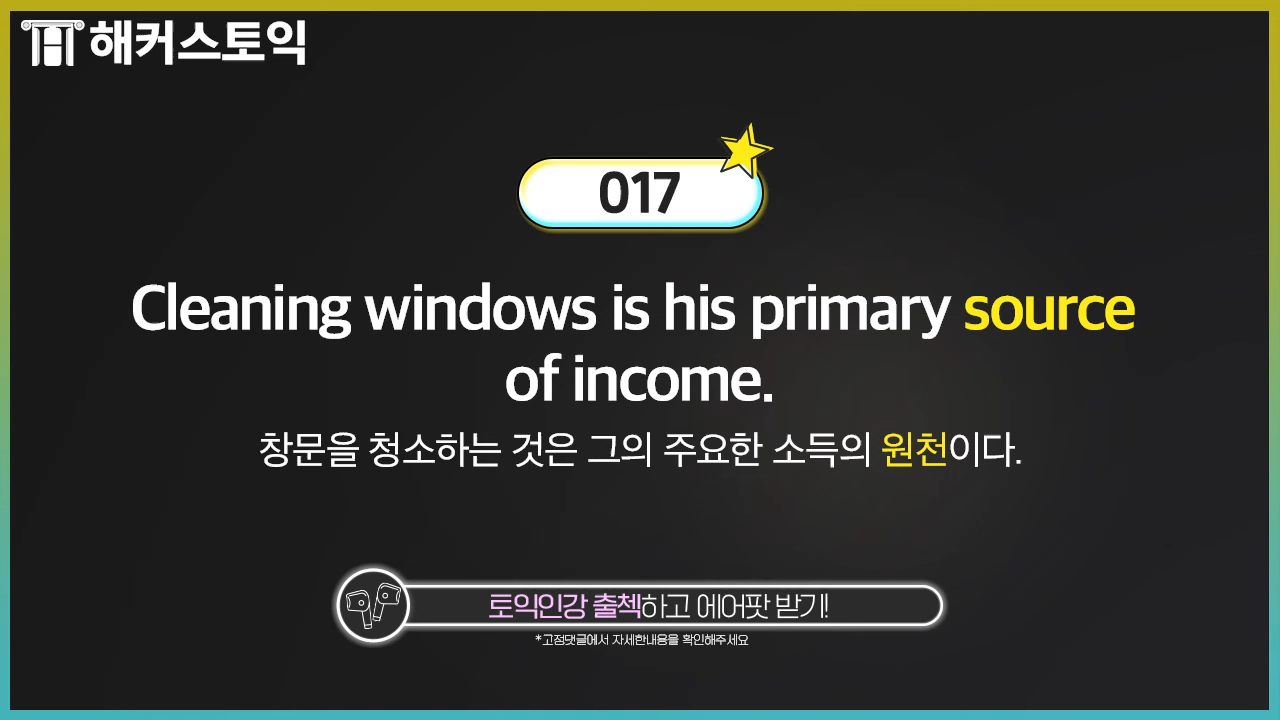 해커스토익
017
Cleaning windows is his primary source
of income.
창문을 청소하는 것은 그의 주요한 소득의 원천이다.
토익인강 출첵하고 에어팟 받기!
*고정댓글에서 자세한내용을 확인해주세요